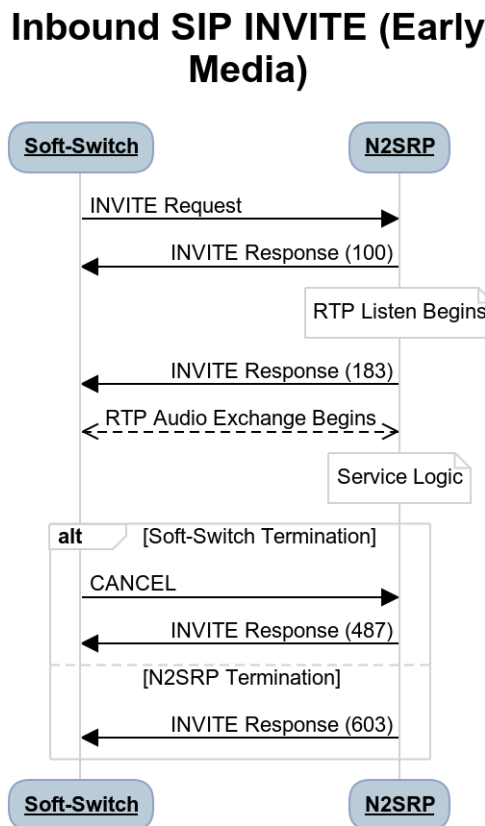 Inbound SIP INVITE (Early
Media)
Soft-Switch
N2SRP
INVITE Request
INVITE Response (100)
RTP Listen Begins
INVITE Response (183)
RTP Audio Exchange Begins
Service Logic
alt
[Soft-Switch Termination]
CANCEL
INVITE Response (487)
[N2SRP Termination]
INVITE Response (603)
Soft-Switch
N2SRP